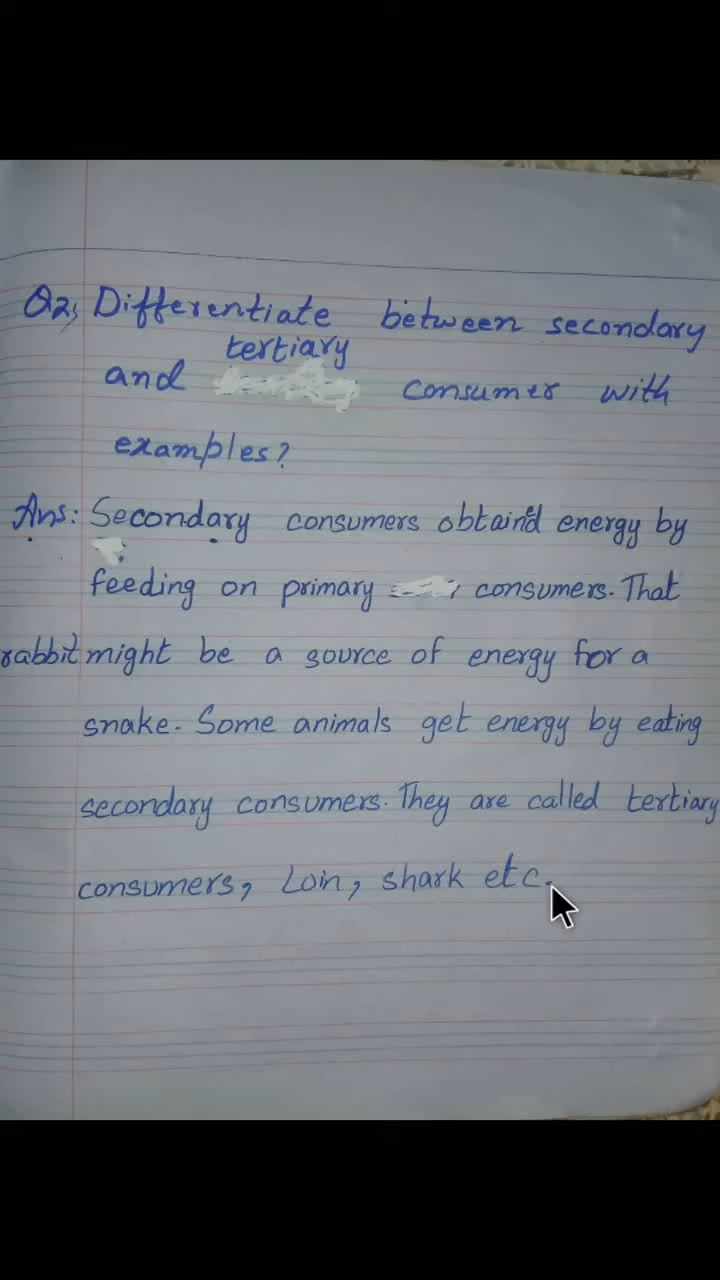 Q2, Differentiate between secondary
tertiary
and consumer with
examples?
Ans: Secondary consumers obtained energy by
feeding on primary consumers. That
rabbit might be a source of energy for a
snake. Some animals get energy by eating
secondary consumers. They are called tertiary
consumers, Loin, shark etc.